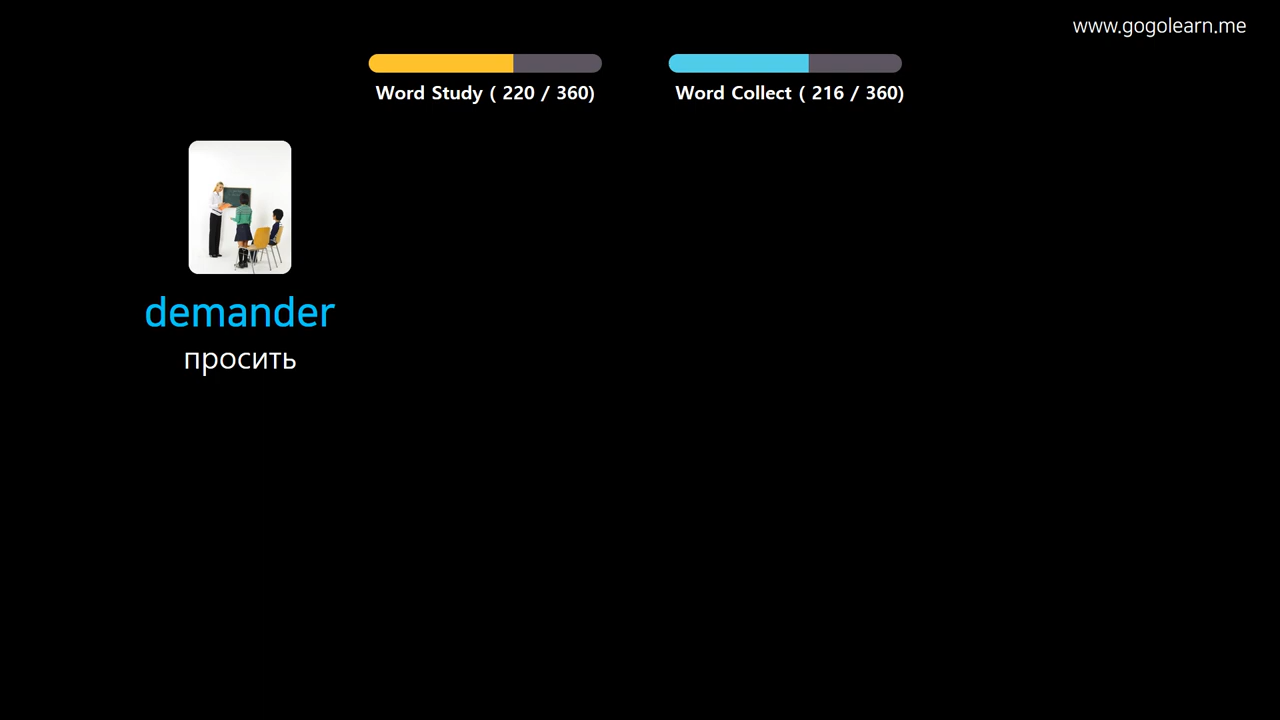 www.gogolearn.me
Word Study ( 220 / 360)
Word Collect ( 216 / 360)
demander
просить